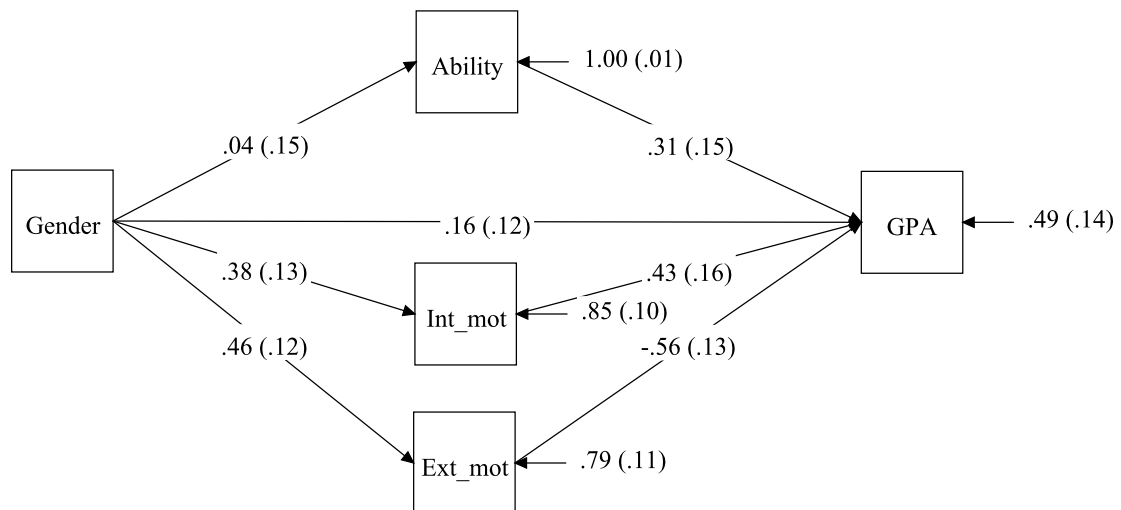 1.00 (.01)
Ability
.04 (.15)
.31 (.15)
Gender
.16 (.12)
GPA
.49 (.14)
.38 (.13)
.43 (.16)
Int_mot
.85 (.10)
.46 (.12)
-.56 (.13)
Ext_mot
.79 (.11)